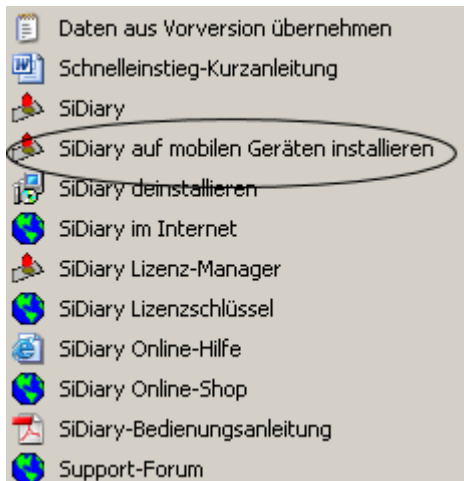 Daten aus Vorversion übernehmen
Schnelleinstieg-Kurzanleitung
SiDiary
SiDiary auf mobilen Geräten installieren
SiDiary deinstallieren
SiDiary im Internet
SiDiary Lizenz-Manager
SiDiary Lizenzschlüssel
SiDiary Online-Hilfe
SiDiary Online-Shop
SiDiary-Bedienungsanleitung
Support-Forum